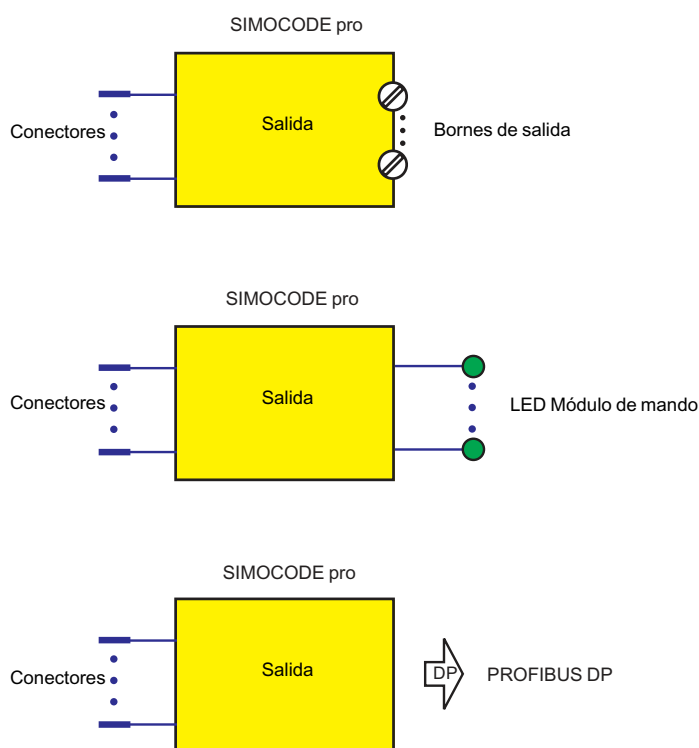 SIMOCODE pro
Conectores
Salida
Bornes de salida
SIMOCODE pro
Conectores
Salida
LED Módulo de mando
SIMOCODE pro
Conectores
Salida
DP
PROFIBUS DP